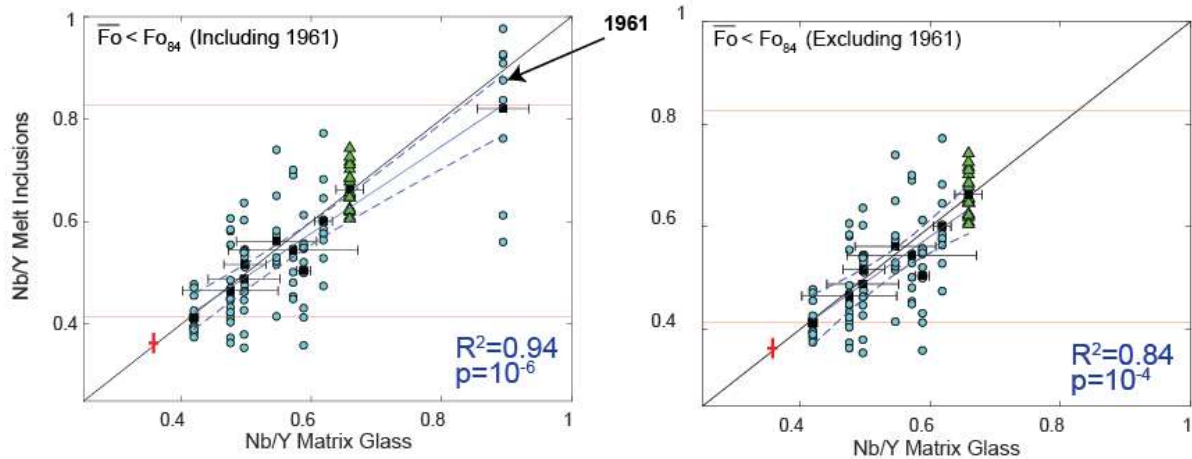 F̅o̅ < Fo₈₄ (Including 1961)
1961
1
0.8
0.6
0.4
Nb/Y Melt Inclusions
R²=0.94
p=10⁻⁶
0.4
0.6
0.8
1
Nb/Y Matrix Glass
F̅o̅ < Fo₈₄ (Excluding 1961)
1
1
0.8
0.6
0.4
R²=0.84
p=10⁻⁴
0.4
0.6
0.8
1
Nb/Y Matrix Glass